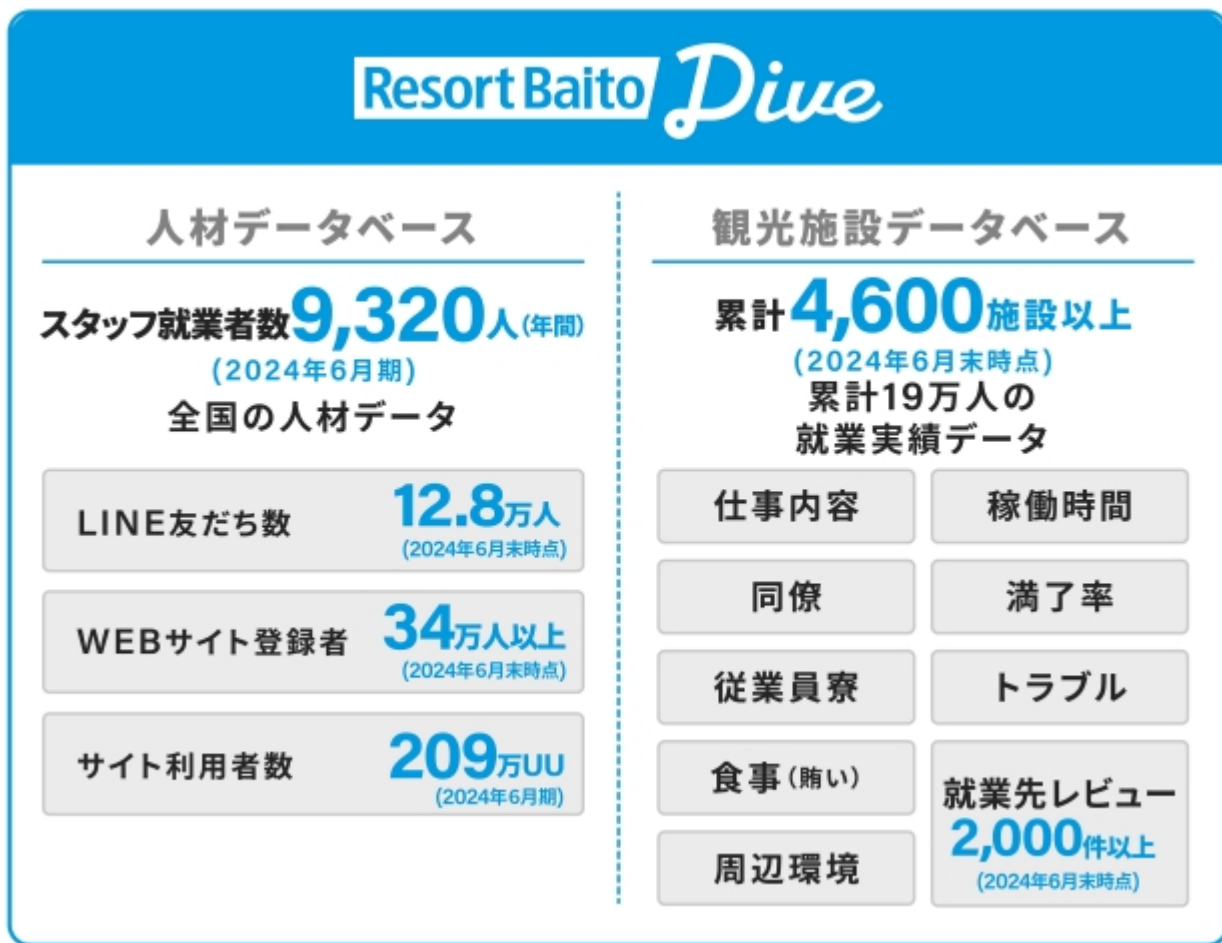 Resort Baito Dive
人材データベース
スタッフ就業者数9,320人(年間)
(2024年6月期)
全国の人材データ
LINE友だち数
12.8万人
(2024年6月末時点)
WEBサイト登録者
34万人以上
(2024年6月末時点)
サイト利用者数
209万UU
(2024年6月期)
観光施設データベース
累計4,600施設以上
(2024年6月末時点)
累計19万人の
就業実績データ
仕事内容
稼働時間
同僚
満了率
従業員寮
トラブル
食事(賄い)
周辺環境
就業先レビュー
2,000件以上
(2024年6月末時点)